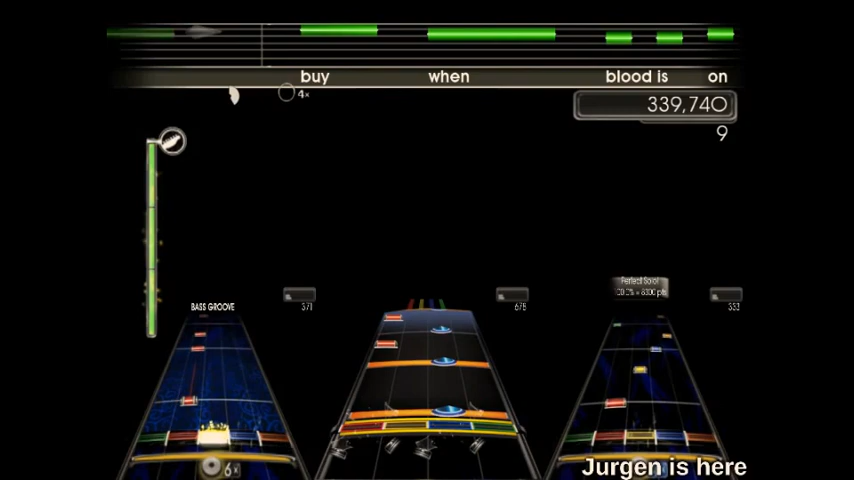 buy when blood is on
4x
339,740
9
Perfect Solo!
BASS GROOVE 371 678 353
6x
Jurgen is here